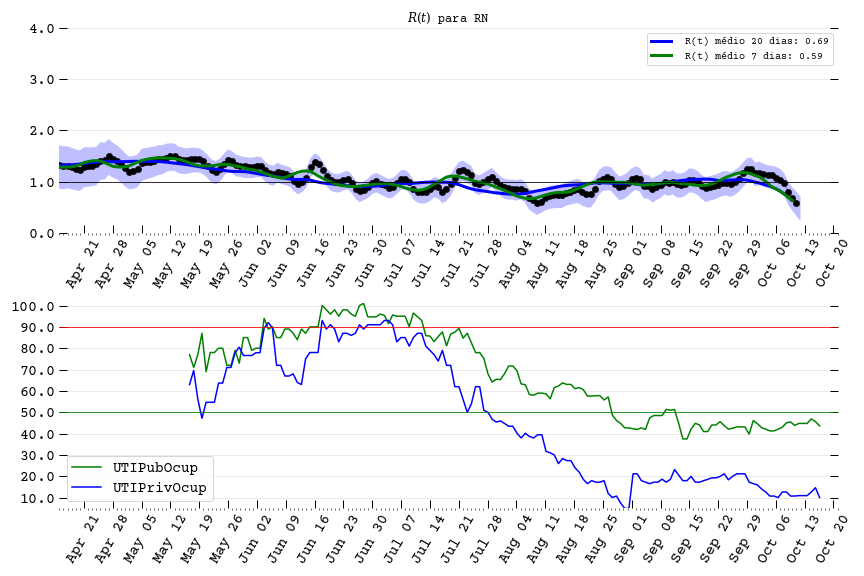 R(t) para RN
4.0
3.0
2.0
1.0
0.0
R(t) médio 20 dias: 0.69
R(t) médio 7 dias: 0.59
Apr 21
Apr 28
May 05
May 12
May 19
May 26
Jun 02
Jun 09
Jun 16
Jun 23
Jun 30
Jul 07
Jul 14
Jul 21
Jul 28
Aug 04
Aug 11
Aug 18
Aug 25
Sep 01
Sep 08
Sep 15
Sep 22
Sep 29
Oct 06
Oct 13
Oct 20
100.0
90.0
80.0
70.0
60.0
50.0
40.0
30.0
20.0
10.0
UTIPubOcup
UTIPrivOcup
Apr 21
Apr 28
May 05
May 12
May 19
May 26
Jun 02
Jun 09
Jun 16
Jun 23
Jun 30
Jul 07
Jul 14
Jul 21
Jul 28
Aug 04
Aug 11
Aug 18
Aug 25
Sep 01
Sep 08
Sep 15
Sep 22
Sep 29
Oct 06
Oct 13
Oct 20